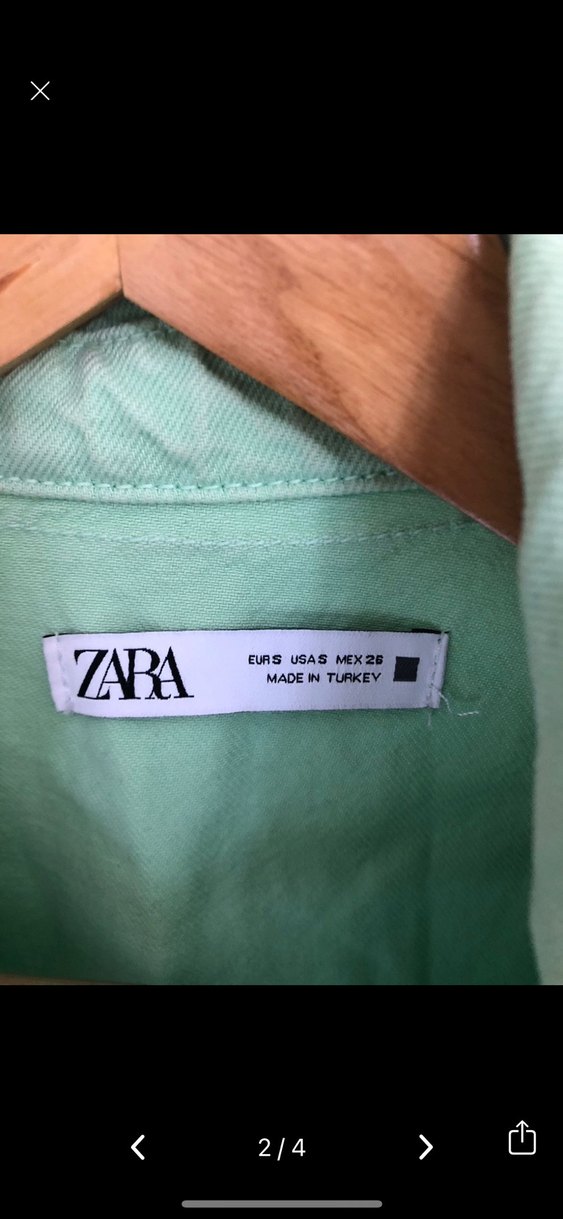 ZARA
EUR S USA S MEX 26
MADE IN TURKEY
2 / 4